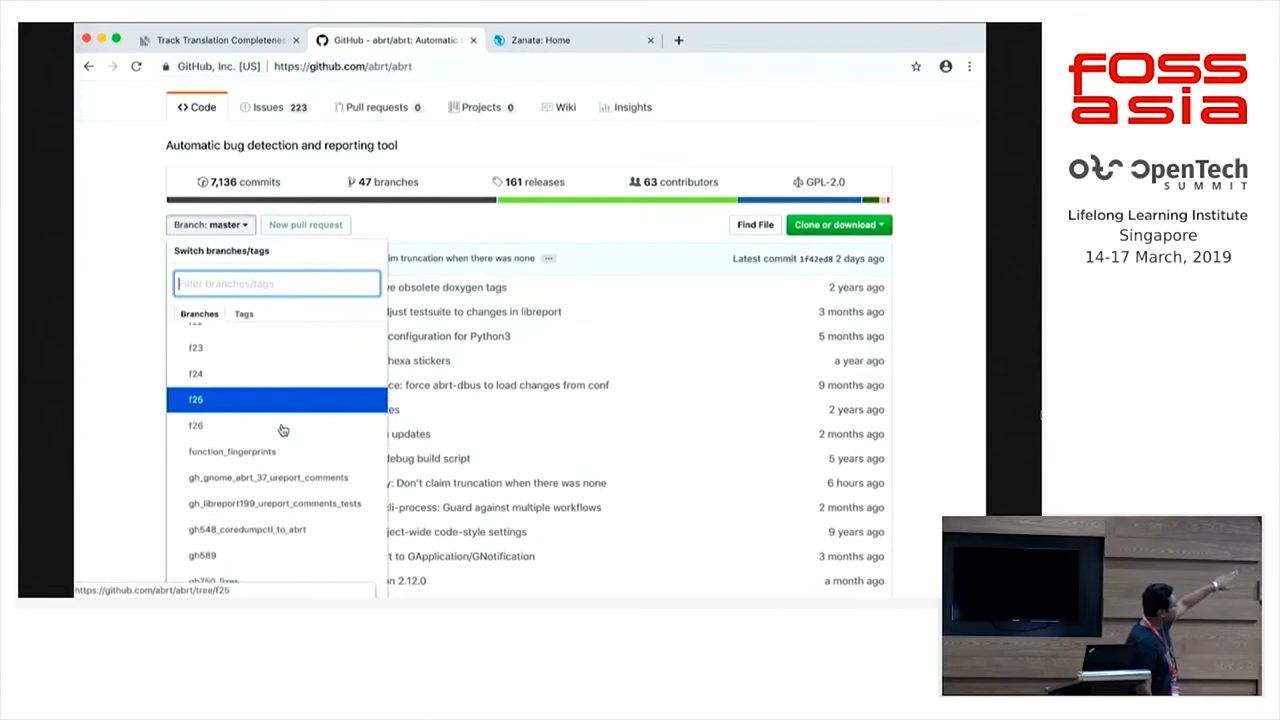 Track Translation Completenes
GitHub - abrt/abrt: Automatic
Zanata: Home
GitHub, Inc. [US]
https://github.com/abrt/abrt
Code
Issues 223
Pull requests 0
Projects 0
Wiki
Insights
Automatic bug detection and reporting tool
7,136 commits
47 branches
161 releases
63 contributors
GPL-2.0
Branch: master
New pull request
Find File
Clone or download
Switch branches/tags
im truncation when there was none
Latest commit 1f42ed8 2 days ago
Filter branches/tags
e obsolete doxygen tags
2 years ago
Branches
Tags
just testsuite to changes in libreport
3 months ago
f22
configuration for Python3
5 months ago
f23
hexa stickers
a year ago
f24
ce: force abrt-dbus to load changes from conf
9 months ago
f25
es
2 years ago
f26
updates
2 months ago
function_fingerprints
debug build script
5 years ago
gh_gnome_abrt_37_ureport_comments
y: Don't claim truncation when there was none
6 hours ago
gh_libreport199_ureport_comments_tests
li-process: Guard against multiple workflows
2 months ago
gh548_coredumpctl_to_abrt
ject-wide code-style settings
9 years ago
gh589
t to GApplication/GNotification
3 months ago
gh750_fixes
n 2.12.0
a month ago
https://github.com/abrt/abrt/tree/f25
foss
asia
OpenTech
SUMMIT
Lifelong Learning Institute
Singapore
14-17 March, 2019